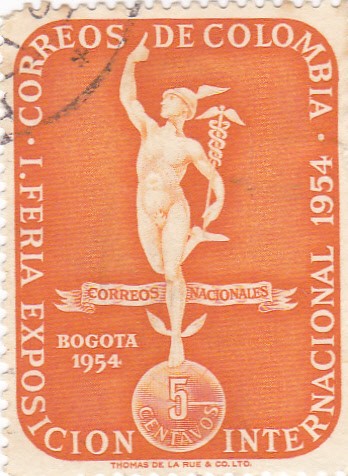 CORREOS DE COLOMBIA
· I. FERIA EXPOSICION INTERNACIONAL 1954 ·
CORREOS NACIONALES
BOGOTA
1954
5
CENTAVOS
THOMAS DE LA RUE & CO. LTD.